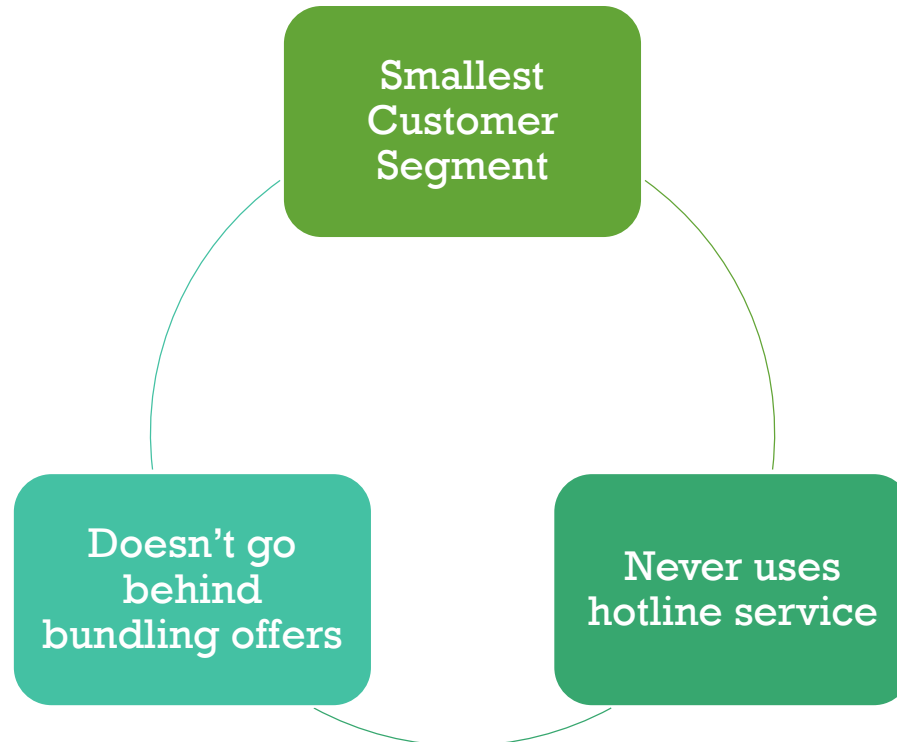 Smallest
Customer
Segment
Doesn’t go
behind
bundling offers
Never uses
hotline service